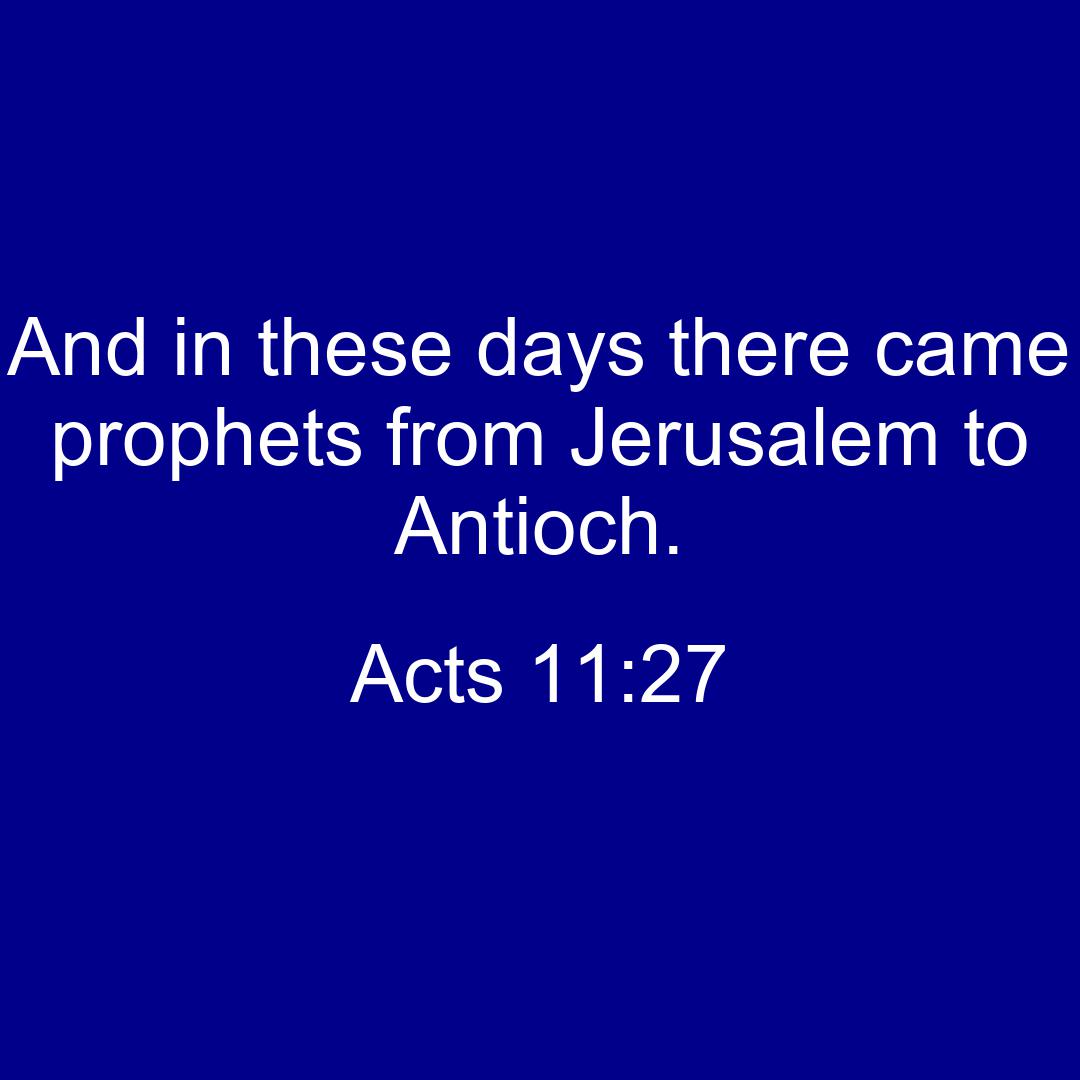 And in these days there came
prophets from Jerusalem to
Antioch.
Acts 11:27